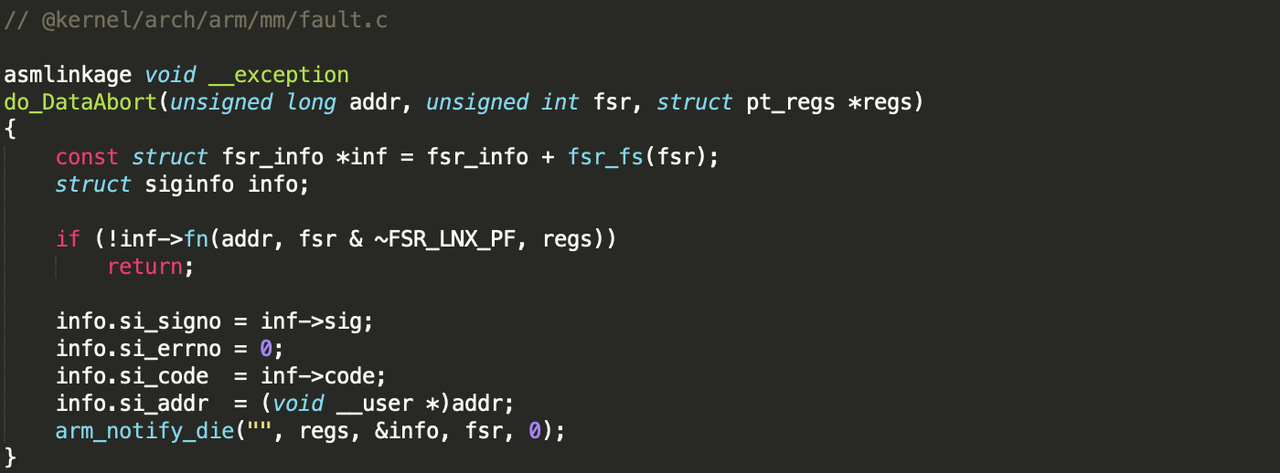 // @kernel/arch/arm/mm/fault.c
asmlinkage void __exception
do_DataAbort(unsigned long addr, unsigned int fsr, struct pt_regs *regs)
{
    const struct fsr_info *inf = fsr_info + fsr_fs(fsr);
    struct siginfo info;
    if (!inf->fn(addr, fsr & ~FSR_LNX_PF, regs))
        return;
    info.si_signo = inf->sig;
    info.si_errno = 0;
    info.si_code  = inf->code;
    info.si_addr  = (void __user *)addr;
    arm_notify_die("", regs, &info, fsr, 0);
}